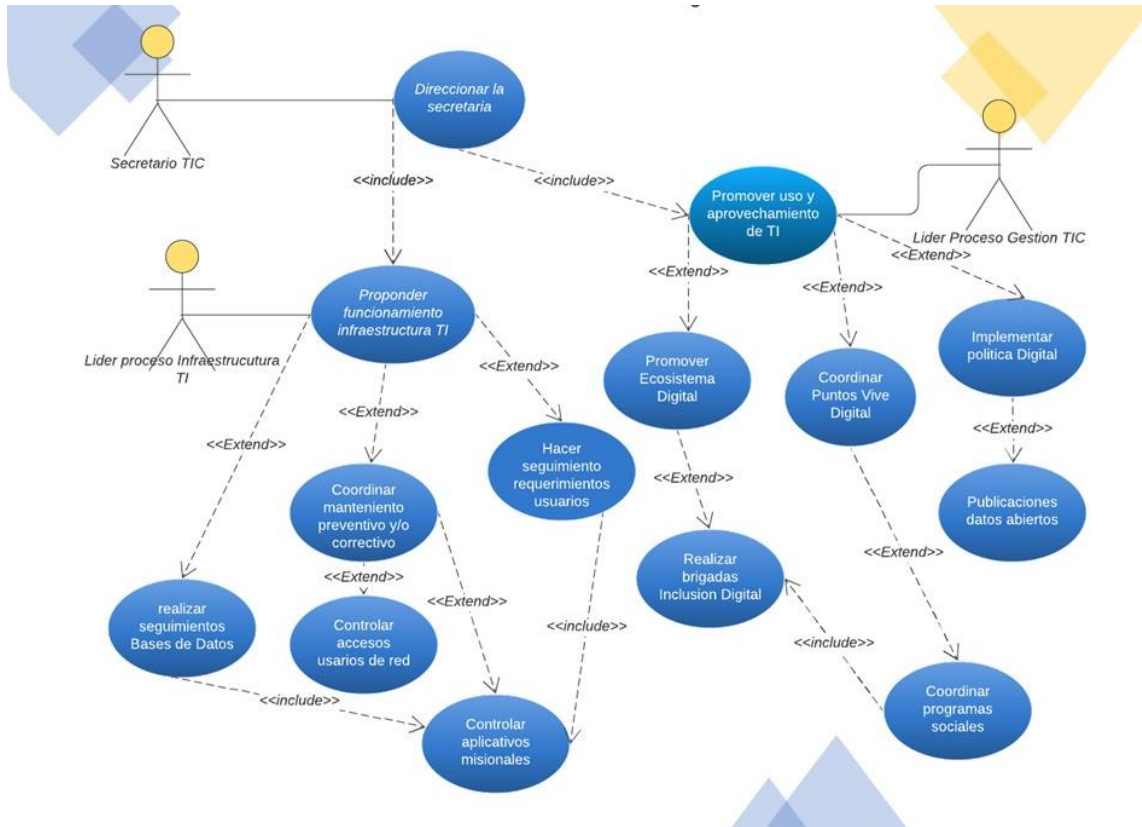 Direccionar la
secretaria
Secretario TIC
<<include>>
<<include>>
Promover uso y
aprovechamiento
de TI
Lider Proceso Gestion TIC
<<Extend>>
<<Extend>>
<<Extend>>
Proponder
funcionamiento
infraestructura TI
Lider proceso Infraestrucutura
TI
<<Extend>>
<<Extend>>
<<Extend>>
Promover
Ecosistema
Digital
Coordinar
Puntos Vive
Digital
Implementar
politica Digital
<<Extend>>
Hacer
seguimiento
requerimientos
usuarios
<<Extend>>
Coordinar
manteniento
preventivo y/o
correctivo
Publicaciones
datos abiertos
<<Extend>>
Realizar
brigadas
Inclusion Digital
<<Extend>>
<<Extend>>
<<include>>
realizar
seguimientos
Bases de Datos
Controlar
accesos
usarios de red
<<include>>
<<include>>
Controlar
aplicativos
misionales
Coordinar
programas
sociales